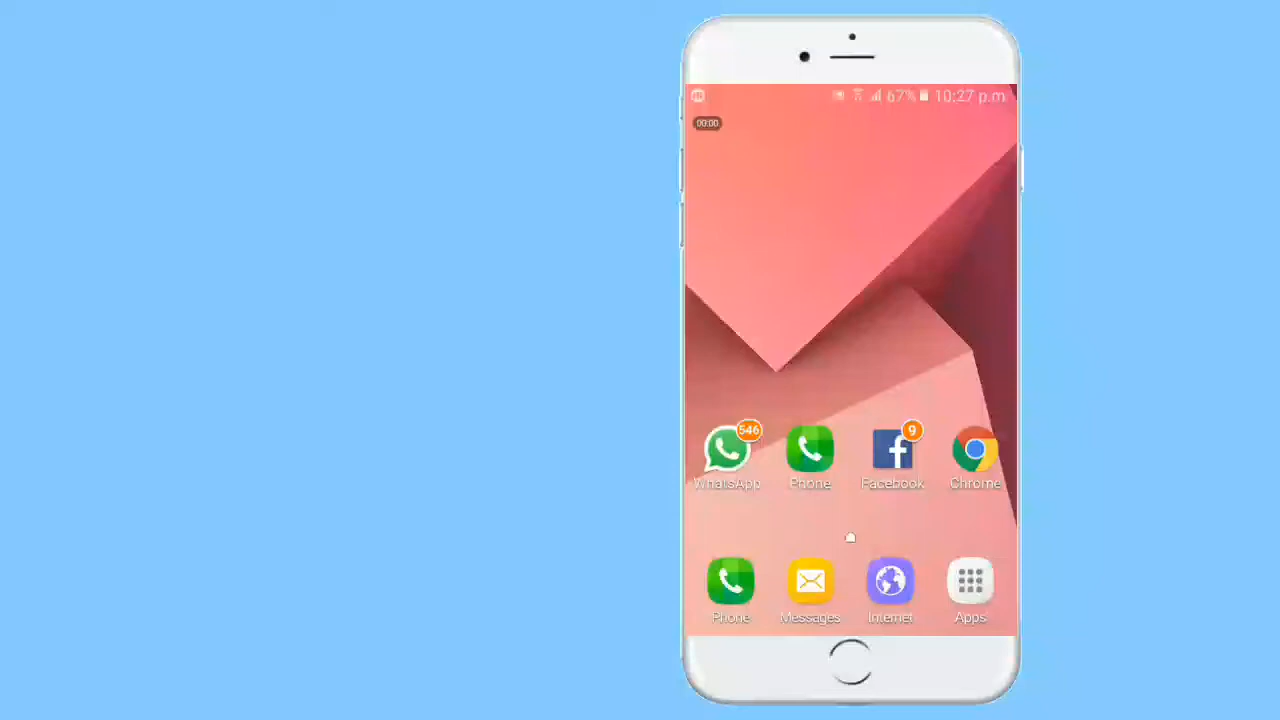 67% 10:27 p.m
00:00
546 9
WhatsApp Phone Facebook Chrome
Phone Messages Internet Apps